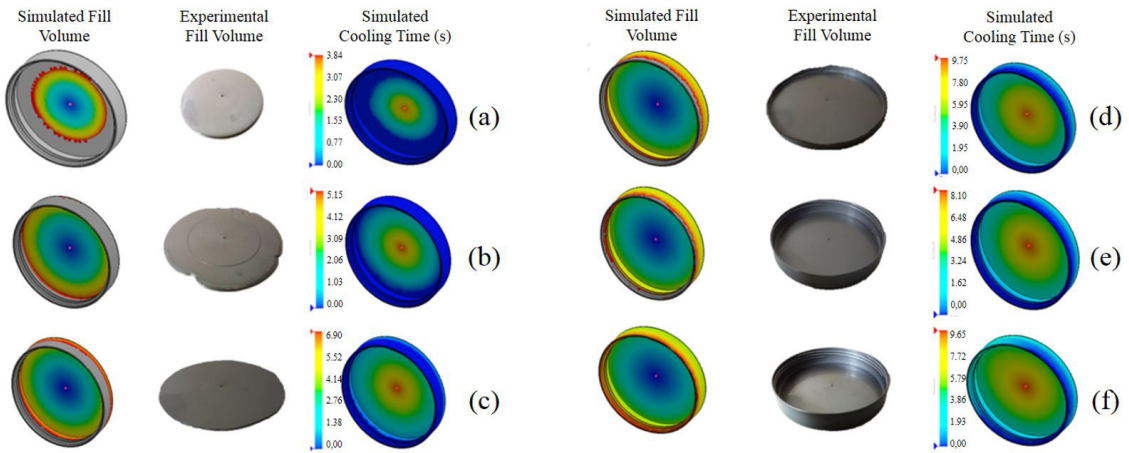 Simulated Fill
Volume
Experimental
Fill Volume
Simulated
Cooling Time (s)
3.84
3.07
2.30
1.53
0.77
0.00
(a)
5.15
4.12
3.09
2.06
1.03
0.00
(b)
6.90
5.52
4.14
2.76
1.38
0,00
(c)
Simulated Fill
Volume
Experimental
Fill Volume
Simulated
Cooling Time (s)
9.75
7.80
5.95
3.90
1.95
0.00
(d)
8.10
6.48
4.86
3.24
1.62
0,00
(e)
9.65
7.72
5.79
3.86
1.93
0.00
(f)